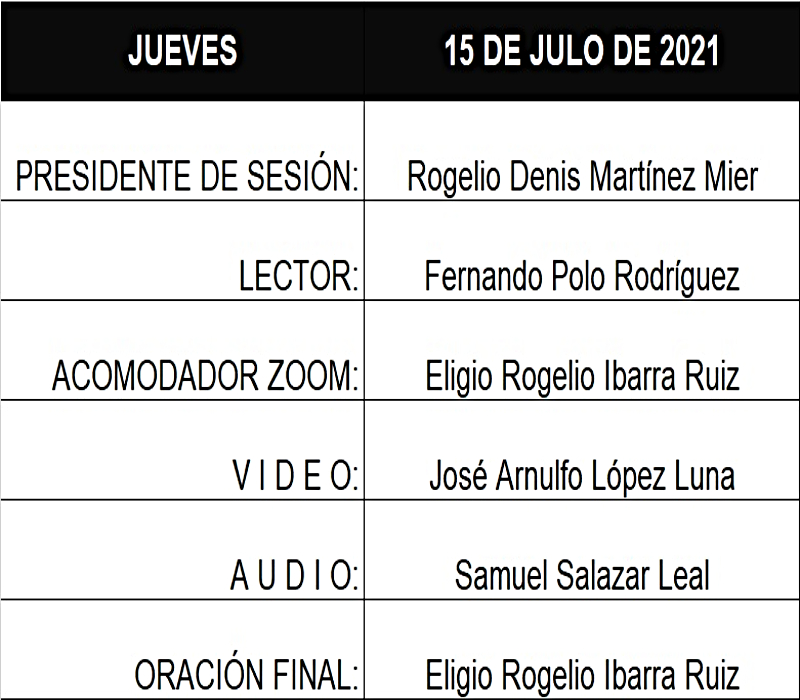 JUEVES 15 DE JULO DE 2021
PRESIDENTE DE SESIÓN: Rogelio Denis Martínez Mier
LECTOR: Fernando Polo Rodríguez
ACOMODADOR ZOOM: Eligio Rogelio Ibarra Ruiz
V I D E O: José Arnulfo López Luna
A U D I O: Samuel Salazar Leal
ORACIÓN FINAL: Eligio Rogelio Ibarra Ruiz